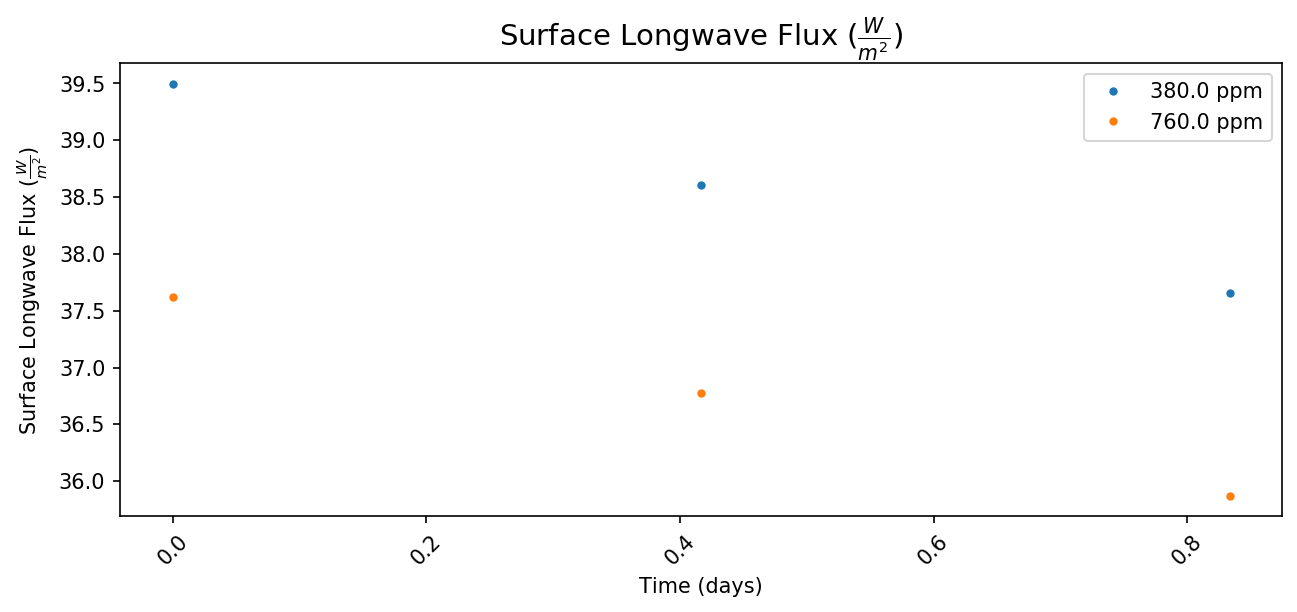 Surface Longwave Flux (W/m²)
380.0 ppm
760.0 ppm
Surface Longwave Flux (W/m²)
39.5
39.0
38.5
38.0
37.5
37.0
36.5
36.0
0.0 0.2 0.4 0.6 0.8
Time (days)